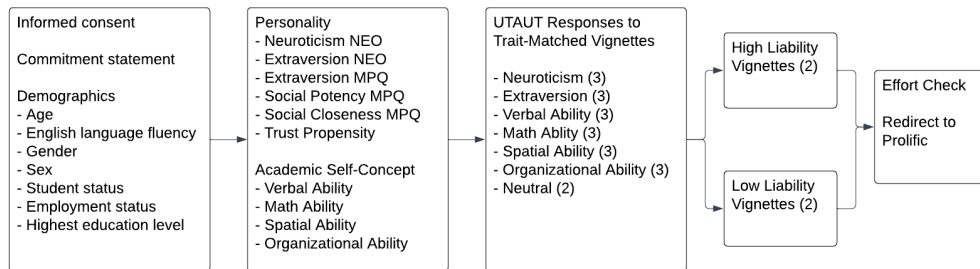 Informed consent
Commitment statement
Demographics
- Age
- English language fluency
- Gender
- Sex
- Student status
- Employment status
- Highest education level
Personality
- Neuroticism NEO
- Extraversion NEO
- Extraversion MPQ
- Social Potency MPQ
- Social Closeness MPQ
- Trust Propensity
Academic Self-Concept
- Verbal Ability
- Math Ability
- Spatial Ability
- Organizational Ability
UTAUT Responses to
Trait-Matched Vignettes
- Neuroticism (3)
- Extraversion (3)
- Verbal Ability (3)
- Math Ablity (3)
- Spatial Ability (3)
- Organizational Ability (3)
- Neutral (2)
High Liability
Vignettes (2)
Low Liability
Vignettes (2)
Effort Check
Redirect to
Prolific